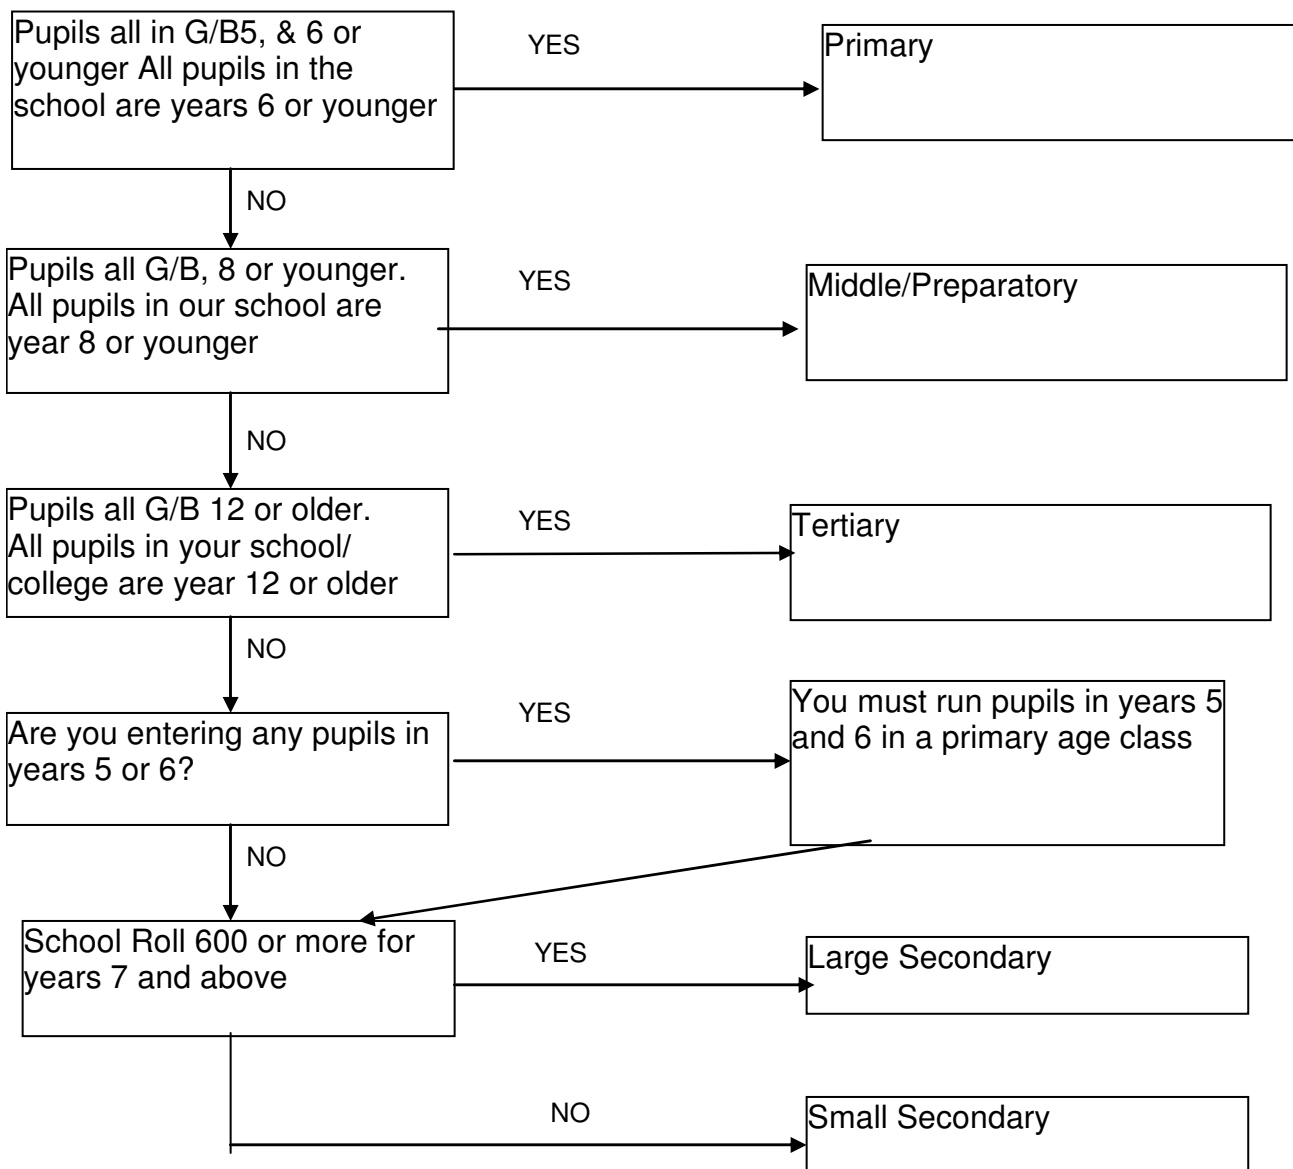 Pupils all in G/B5, & 6 or
younger All pupils in the
school are years 6 or younger
YES
Primary
NO
Pupils all G/B, 8 or younger.
All pupils in our school are
year 8 or younger
YES
Middle/Preparatory
NO
Pupils all G/B 12 or older.
All pupils in your school/
college are year 12 or older
YES
Tertiary
NO
Are you entering any pupils in
years 5 or 6?
YES
You must run pupils in years 5
and 6 in a primary age class
NO
School Roll 600 or more for
years 7 and above
YES
Large Secondary
NO
Small Secondary